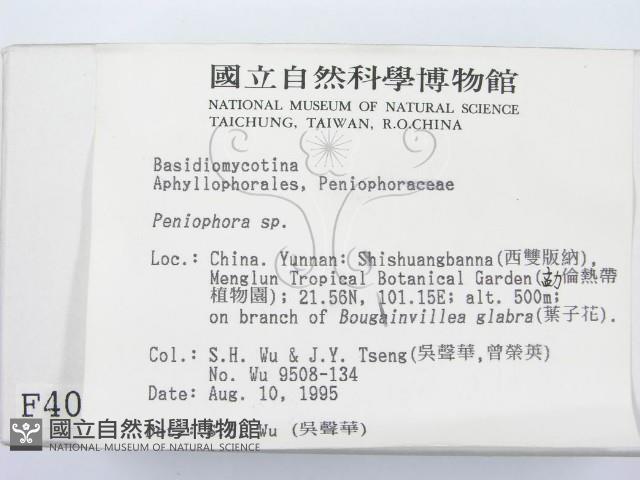 國立自然科學博物館
NATIONAL MUSEUM OF NATURAL SCIENCE
TAICHUNG, TAIWAN, R.O.CHINA
Basidiomycotina
Aphyllophorales, Peniophoraceae
Peniophora sp.
Loc.: China. Yunnan: Shishuangbanna(西雙版納),
Menglun Tropical Botanical Garden(勐倫熱帶
植物園); 21.56N, 101.15E; alt. 500m;
on branch of Bougainvillea glabra(葉子花).
Col.: S.H. Wu & J.Y. Tseng(吳聲華,曾榮英)
No. Wu 9508-134
Date: Aug. 10, 1995
F40
Wu (吳聲華)
國立自然科學博物館
NATIONAL MUSEUM OF NATURAL SCIENCE